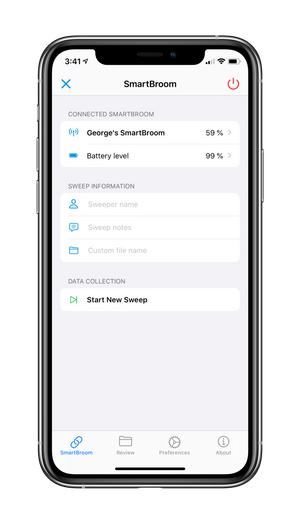 3:41
SmartBroom
CONNECTED SMARTBROOM
George's SmartBroom 59 %
Battery level 99 %
SWEEP INFORMATION
Sweeper name
Sweep notes
Custom file name
DATA COLLECTION
Start New Sweep
SmartBroom Review Preferences About